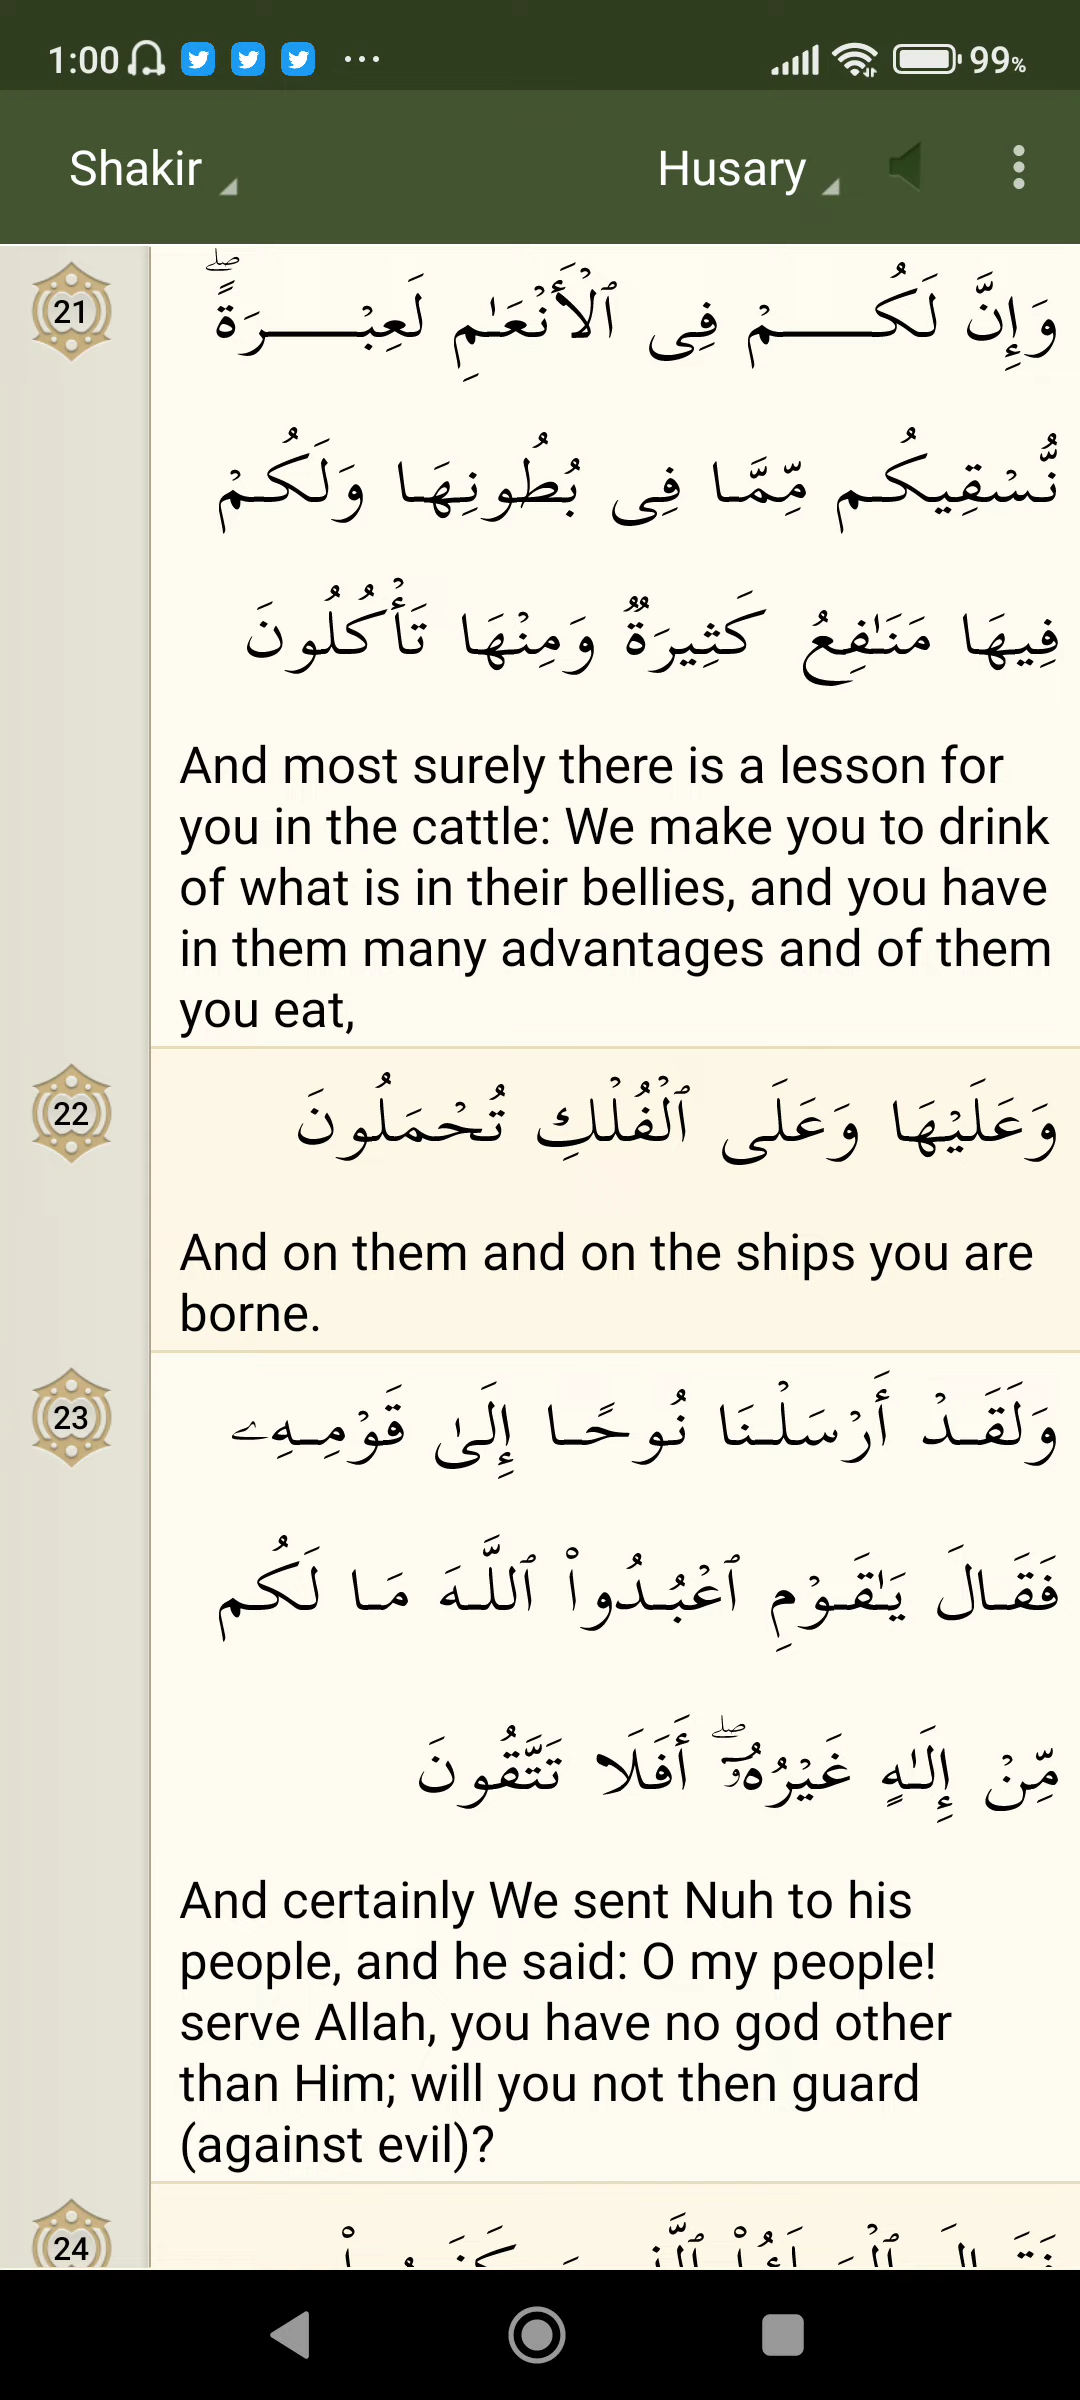 1:00 99%
Shakir Husary
21
وَإِنَّ لَكُمْ فِى ٱلْأَنْعَـٰمِ لَعِبْرَةًۖ
نُّسْقِيكُم مِّمَّا فِى بُطُونِهَا وَلَكُمْ
فِيهَا مَنَـٰفِعُ كَثِيرَةٌ وَمِنْهَا تَأْكُلُونَ
And most surely there is a lesson for
you in the cattle: We make you to drink
of what is in their bellies, and you have
in them many advantages and of them
you eat,
22
وَعَلَيْهَا وَعَلَى ٱلْفُلْكِ تُحْمَلُونَ
And on them and on the ships you are
borne.
23
وَلَقَدْ أَرْسَلْنَا نُوحًا إِلَىٰ قَوْمِهِۦ
فَقَالَ يَـٰقَوْمِ ٱعْبُدُوا۟ ٱللَّهَ مَا لَكُم
مِّنْ إِلَـٰهٍ غَيْرُهُۥٓۖ أَفَلَا تَتَّقُونَ
And certainly We sent Nuh to his
people, and he said: O my people!
serve Allah, you have no god other
than Him; will you not then guard
(against evil)?
24